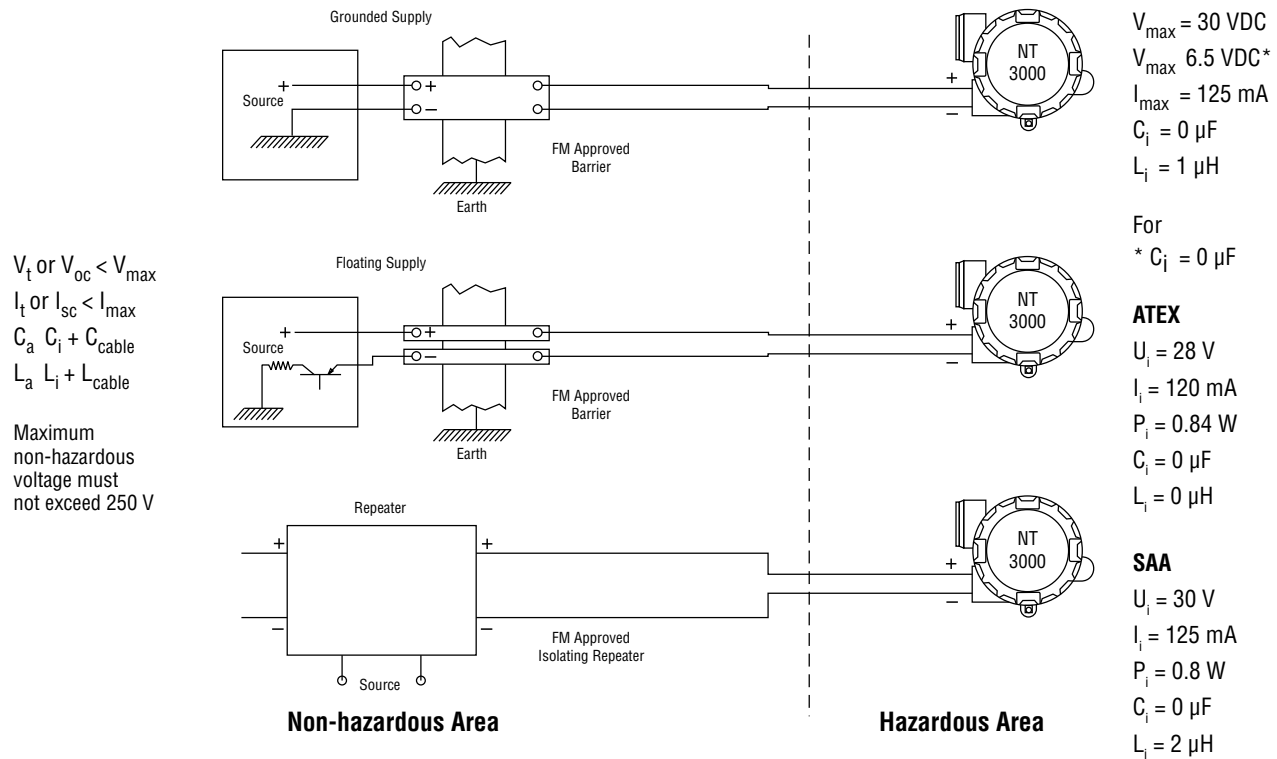 Grounded Supply
+
Source
+
−
FM Approved
Barrier
Earth
+
−
NT
3000
Vmax = 30 VDC
Vmax 6.5 VDC*
Imax = 125 mA
Ci = 0 µF
Li = 1 µH
For
* Ci = 0 µF
Vt or Voc < Vmax
It or Isc < Imax
Ca Ci + Ccable
La Li + Lcable
Maximum
non-hazardous
voltage must
not exceed 250 V
Floating Supply
+
Source
+
−
FM Approved
Barrier
Earth
+
−
NT
3000
ATEX
Ui = 28 V
Ii = 120 mA
Pi = 0.84 W
Ci = 0 µF
Li = 0 µH
Repeater
+
+
−
−
Source
FM Approved
Isolating Repeater
+
−
NT
3000
SAA
Ui = 30 V
Ii = 125 mA
Pi = 0.8 W
Ci = 0 µF
Li = 2 µH
Non-hazardous Area
Hazardous Area